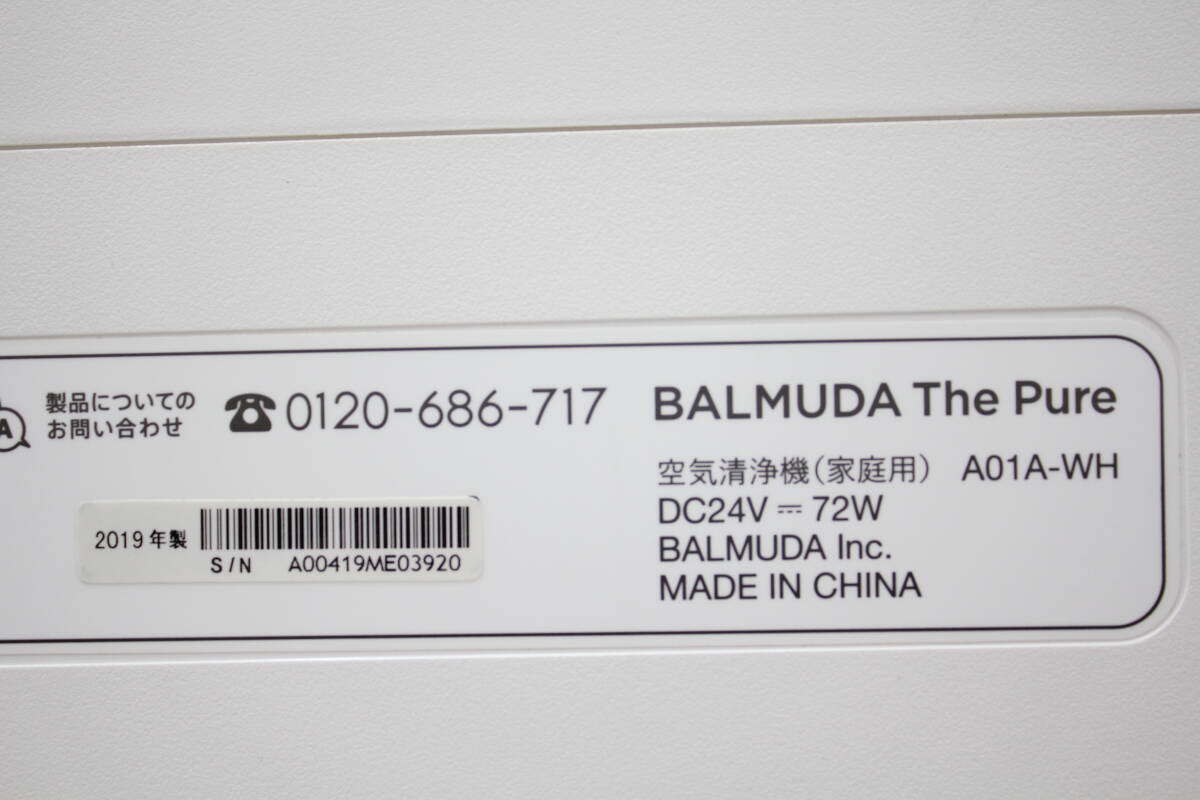 A
製品についての
お問い合わせ
☎0120-686-717
2019年製
S/N A00419ME03920
BALMUDA The Pure
空気清浄機(家庭用) A01A-WH
DC24V ⎓ 72W
BALMUDA Inc.
MADE IN CHINA